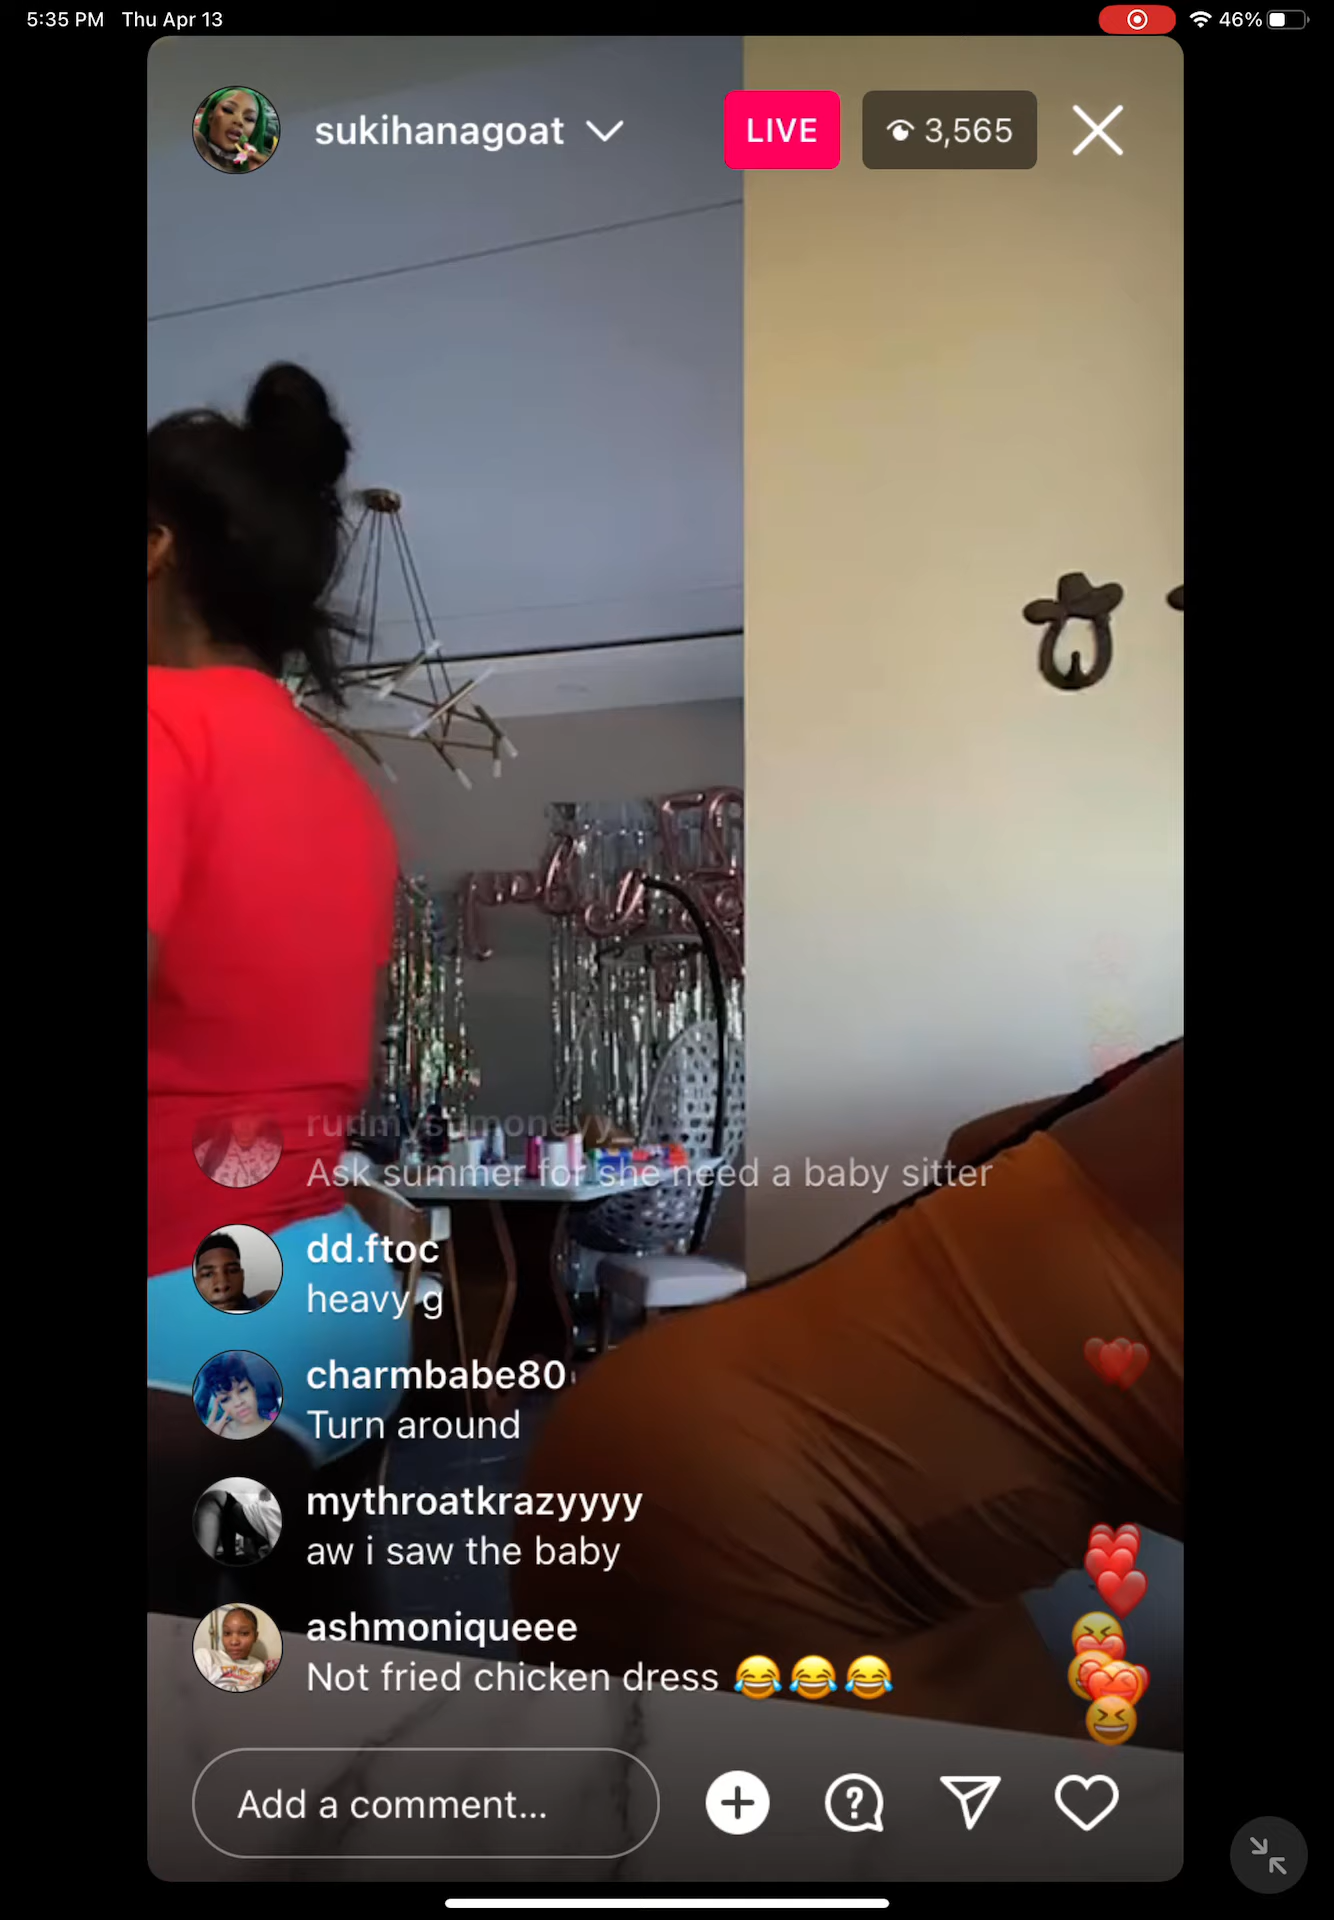 5:35 PM Thu Apr 13
46%
sukihanagoat
LIVE
3,565
Ask summer for she need a baby sitter
dd.ftoc
heavy g
charmbabe80
Turn around
mythroatkrazyyyy
aw i saw the baby
ashmoniqueee
Not fried chicken dress 😂😂😂
Add a comment...